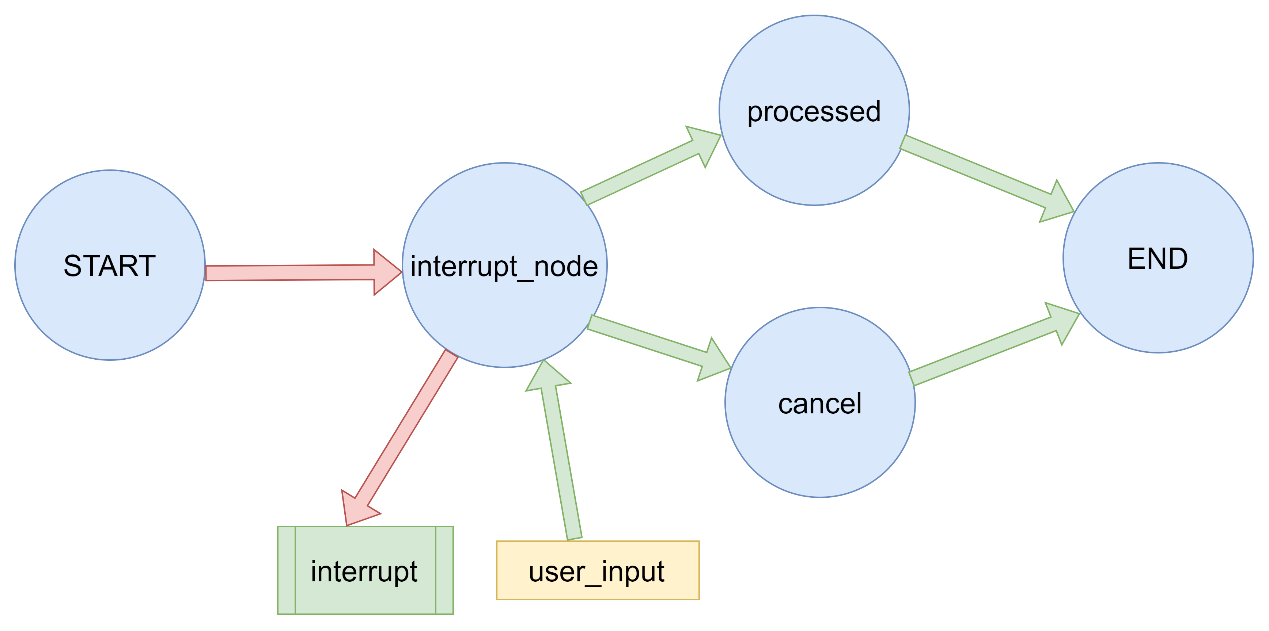 START
interrupt_node
processed
cancel
END
interrupt
user_input